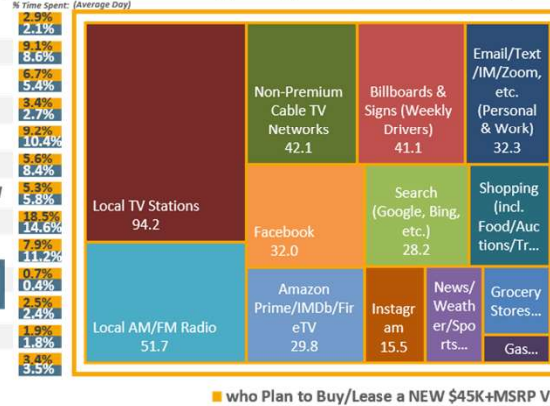 % Time Spent: (Average Day)
2.9%
2.1%
9.1%
8.6%
6.7%
5.4%
3.4%
2.7%
9.2%
10.4%
5.6%
8.4%
5.3%
5.8%
18.5%
14.6%
7.9%
11.2%
0.7%
0.4%
2.5%
2.4%
1.9%
1.8%
3.4%
3.5%
Local TV Stations
94.2
Local AM/FM Radio
51.7
Non-Premium
Cable TV
Networks
42.1
Billboards &
Signs (Weekly
Drivers)
41.1
Email/Text
/IM/Zoom,
etc.
(Personal
& Work)
32.3
Facebook
32.0
Search
(Google, Bing,
etc.)
28.2
Shopping
(incl.
Food/Auc
tions/Tr...
Amazon
Prime/IMDb/Fir
eTV
29.8
Instagr
am
15.5
News/
Weath
er/Spo
rts...
Grocery
Stores...
Gas...
who Plan to Buy/Lease a NEW $45K+MSRP V